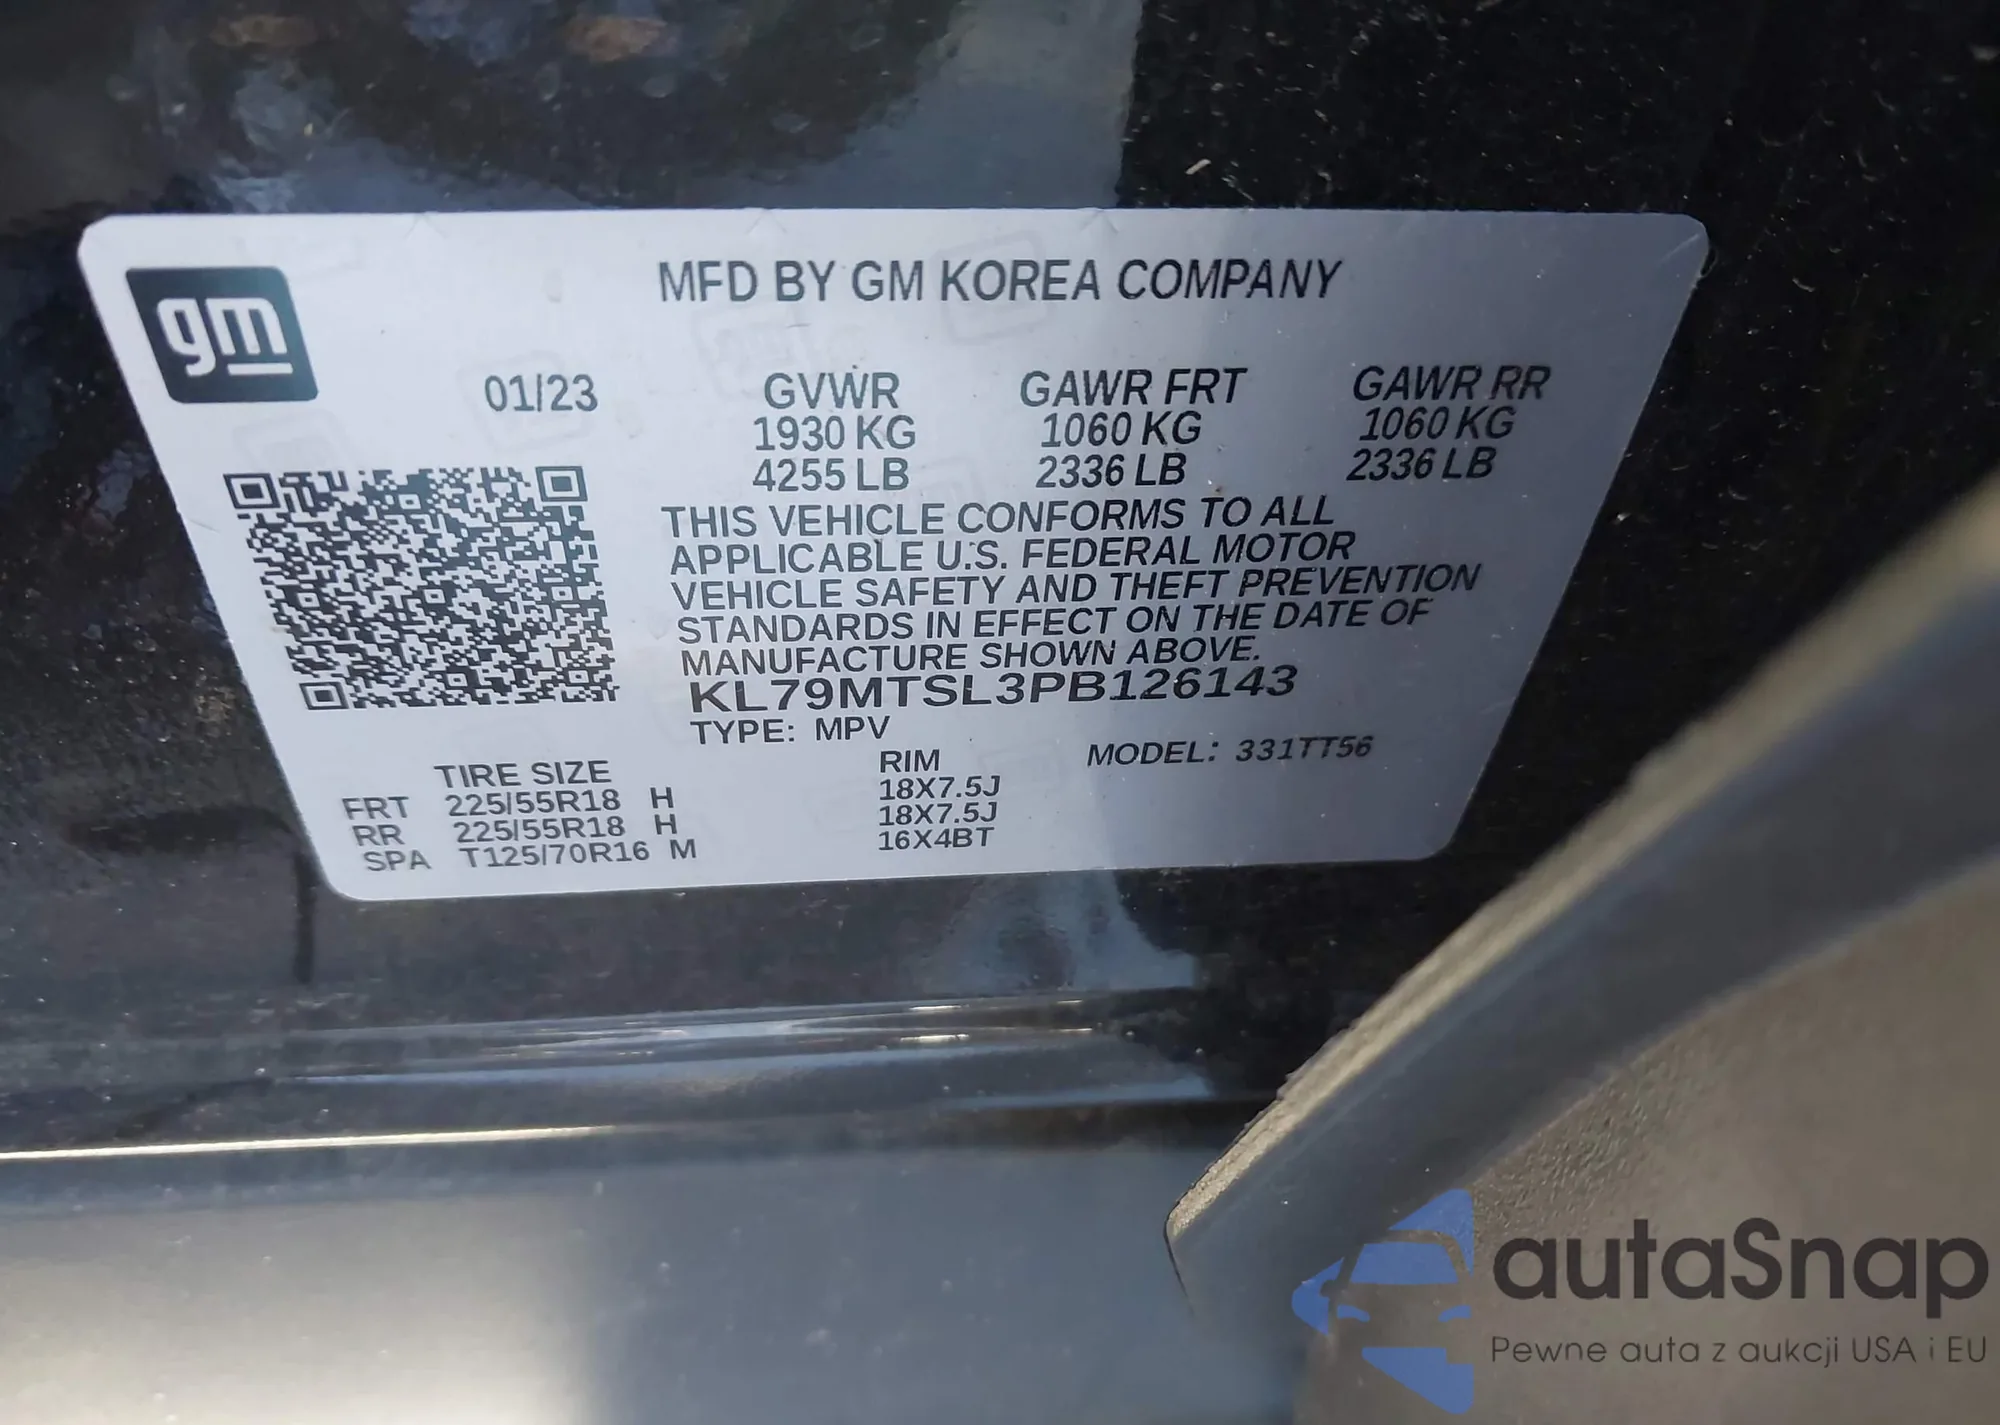 gm
MFD BY GM KOREA COMPANY
01/23
GVWR GAWR FRT GAWR RR
1930 KG 1060 KG 1060 KG
4255 LB 2336 LB 2336 LB
THIS VEHICLE CONFORMS TO ALL
APPLICABLE U.S. FEDERAL MOTOR
VEHICLE SAFETY AND THEFT PREVENTION
STANDARDS IN EFFECT ON THE DATE OF
MANUFACTURE SHOWN ABOVE.
KL79MTSL3PB126143
TYPE: MPV
MODEL: 331TT56
TIRE SIZE RIM
FRT 225/55R18 H 18X7.5J
RR 225/55R18 H 18X7.5J
SPA T125/70R16 M 16X4BT
autaSnap
Pewne auta z aukcji USA i EU